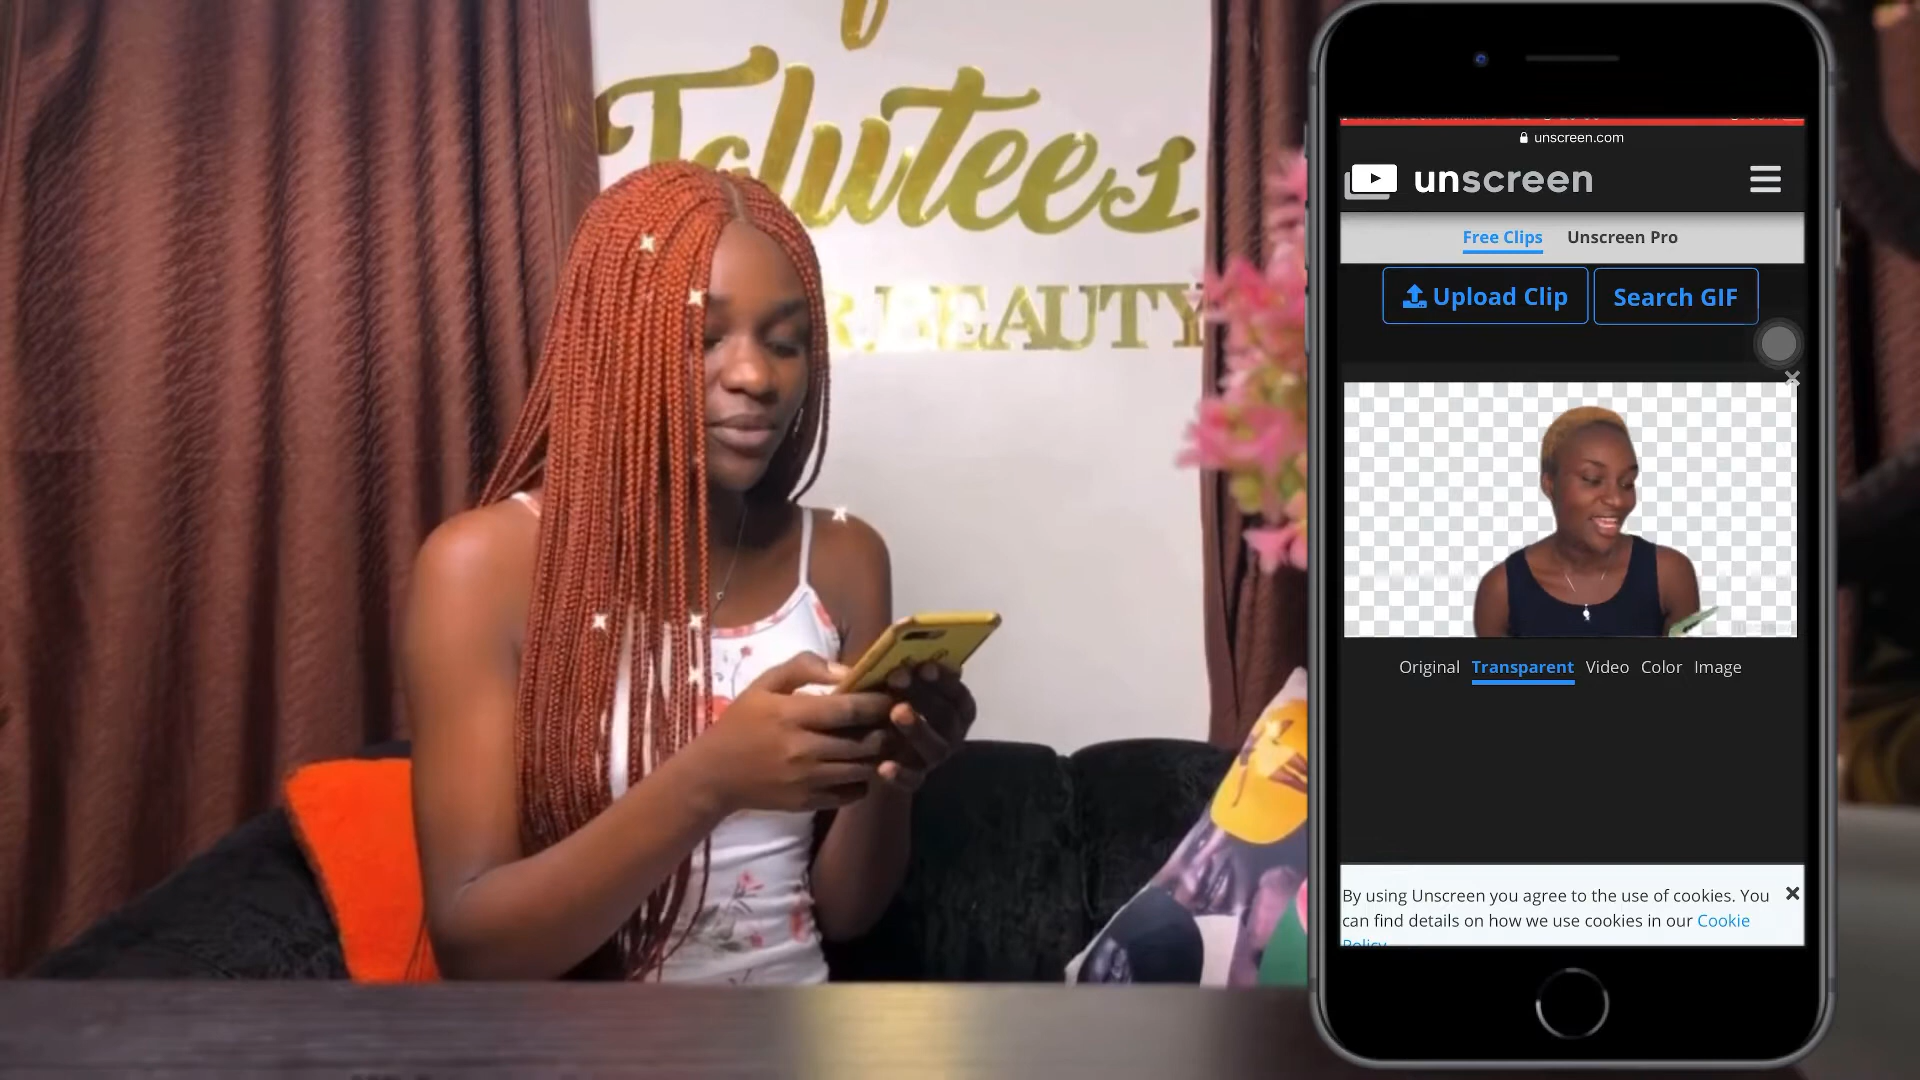 Tolutees
R BEAUTY
unscreen.com
unscreen
Free Clips Unscreen Pro
Upload Clip Search GIF
Original Transparent Video Color Image
By using Unscreen you agree to the use of cookies. You
can find details on how we use cookies in our Cookie
Policy